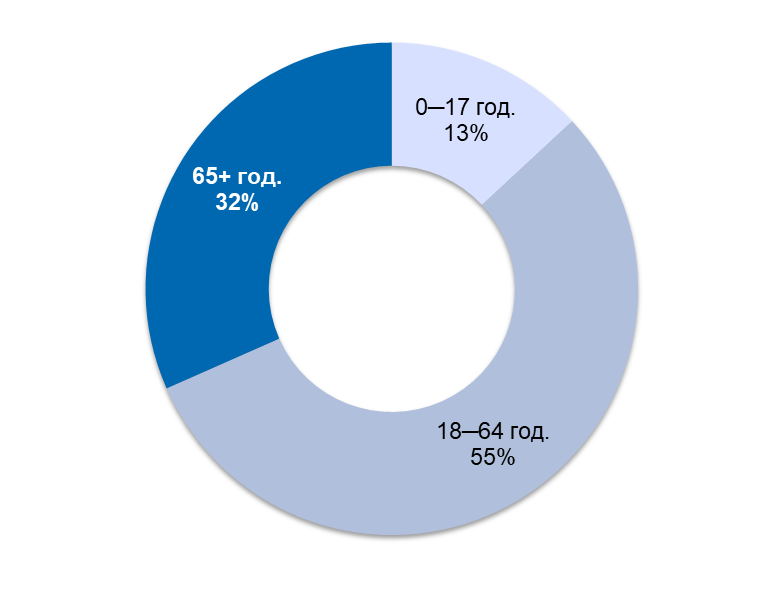 0—17 год.
13%
65+ год.
32%
18—64 год.
55%